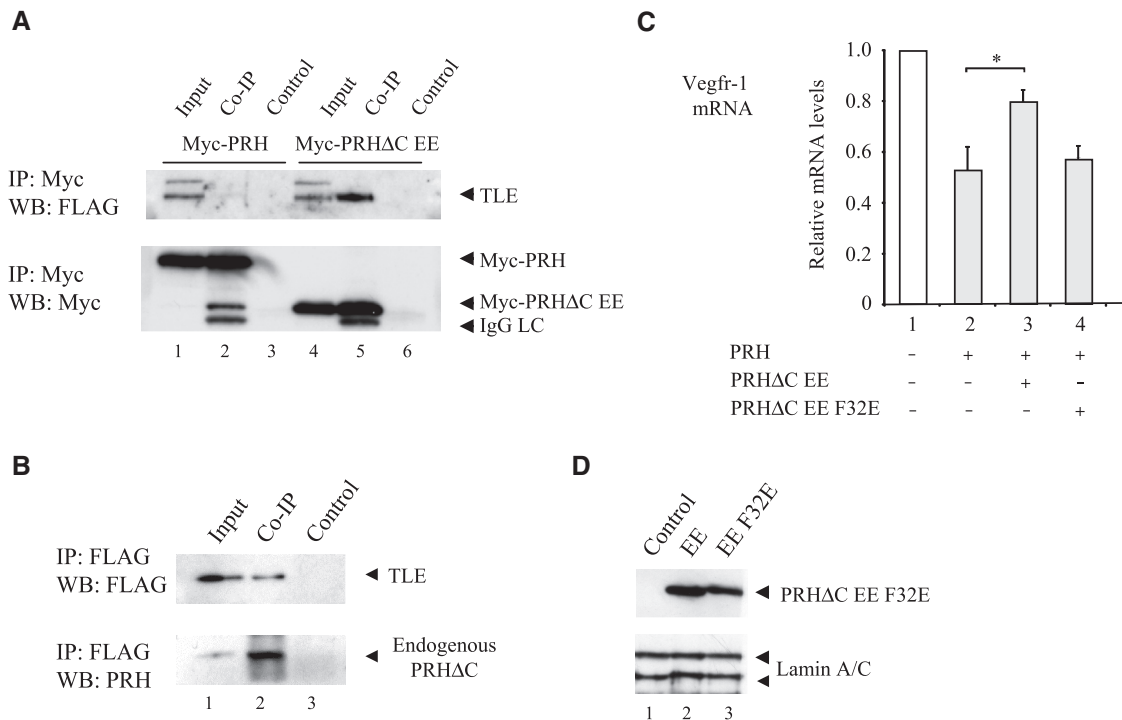 A
Input
Co-IP
Control
Input
Co-IP
Control
Myc-PRH
Myc-PRHΔC EE
IP: Myc
WB: FLAG
TLE
IP: Myc
WB: Myc
Myc-PRH
Myc-PRHΔC EE
IgG LC
1 2 3 4 5 6
C
Vegfr-1
mRNA
Relative mRNA levels
1.0
0.8
0.6
0.4
0.2
0
*
1 2 3 4
PRH - + + +
PRHΔC EE - - + -
PRHΔC EE F32E - - - +
B
Input
Co-IP
Control
IP: FLAG
WB: FLAG
TLE
IP: FLAG
WB: PRH
Endogenous
PRHΔC
1 2 3
D
Control
EE
EE F32E
PRHΔC EE F32E
Lamin A/C
1 2 3